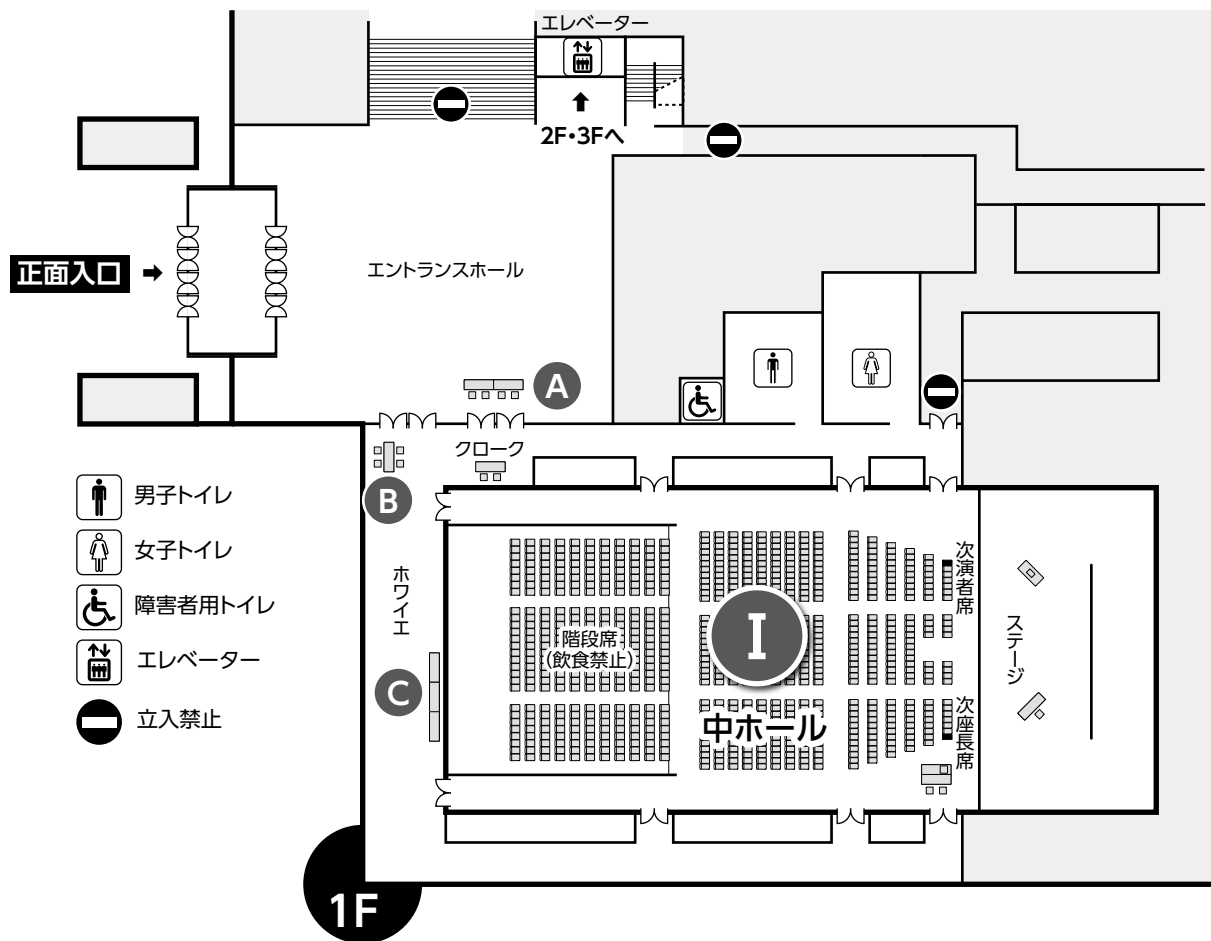 エレベーター
2F・3Fへ
正面入口
エントランスホール
A
クローク
B
男子トイレ
女子トイレ
障害者用トイレ
エレベーター
立入禁止
ホワイエ
C
階段席
(飲食禁止)
I
中ホール
次演者席
次座長席
ステージ
1F